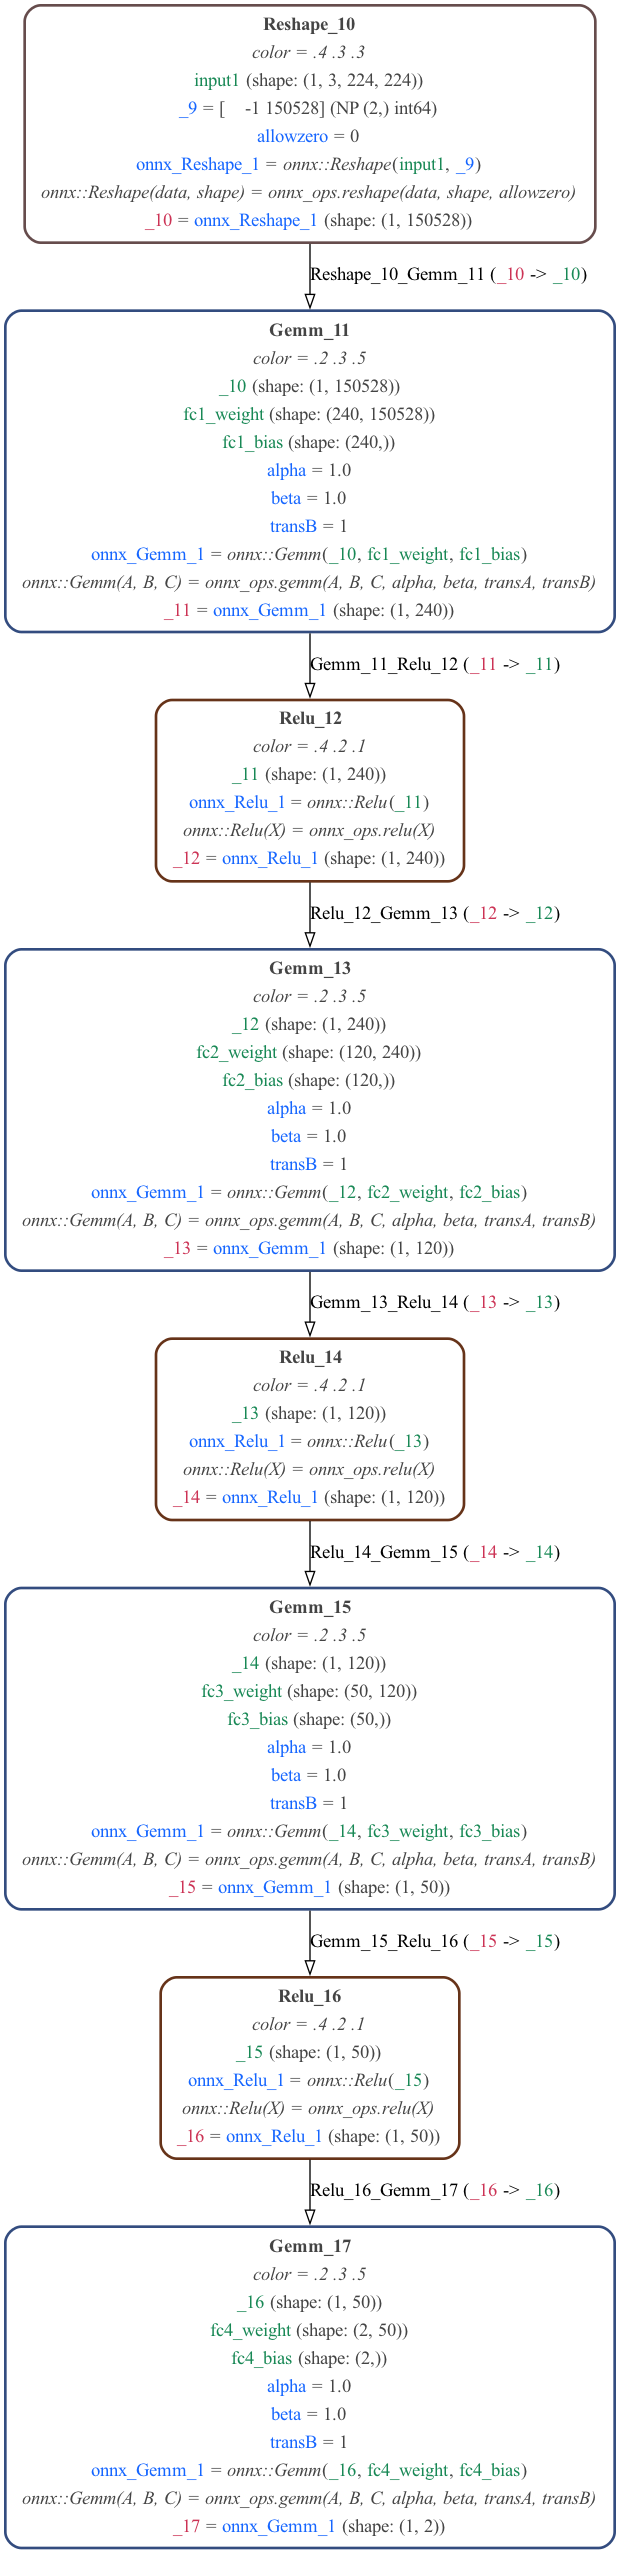 Reshape_10
color = .4 .3 .3
input1 (shape: (1, 3, 224, 224))
_9 = [    -1 150528] (NP (2,) int64)
allowzero = 0
onnx_Reshape_1 = onnx::Reshape(input1, _9)
onnx::Reshape(data, shape) = onnx_ops.reshape(data, shape, allowzero)
_10 = onnx_Reshape_1 (shape: (1, 150528))
Reshape_10_Gemm_11 (_10 -> _10)
Gemm_11
color = .2 .3 .5
_10 (shape: (1, 150528))
fc1_weight (shape: (240, 150528))
fc1_bias (shape: (240,))
alpha = 1.0
beta = 1.0
transB = 1
onnx_Gemm_1 = onnx::Gemm(_10, fc1_weight, fc1_bias)
onnx::Gemm(A, B, C) = onnx_ops.gemm(A, B, C, alpha, beta, transA, transB)
_11 = onnx_Gemm_1 (shape: (1, 240))
Gemm_11_Relu_12 (_11 -> _11)
Relu_12
color = .4 .2 .1
_11 (shape: (1, 240))
onnx_Relu_1 = onnx::Relu(_11)
onnx::Relu(X) = onnx_ops.relu(X)
_12 = onnx_Relu_1 (shape: (1, 240))
Relu_12_Gemm_13 (_12 -> _12)
Gemm_13
color = .2 .3 .5
_12 (shape: (1, 240))
fc2_weight (shape: (120, 240))
fc2_bias (shape: (120,))
alpha = 1.0
beta = 1.0
transB = 1
onnx_Gemm_1 = onnx::Gemm(_12, fc2_weight, fc2_bias)
onnx::Gemm(A, B, C) = onnx_ops.gemm(A, B, C, alpha, beta, transA, transB)
_13 = onnx_Gemm_1 (shape: (1, 120))
Gemm_13_Relu_14 (_13 -> _13)
Relu_14
color = .4 .2 .1
_13 (shape: (1, 120))
onnx_Relu_1 = onnx::Relu(_13)
onnx::Relu(X) = onnx_ops.relu(X)
_14 = onnx_Relu_1 (shape: (1, 120))
Relu_14_Gemm_15 (_14 -> _14)
Gemm_15
color = .2 .3 .5
_14 (shape: (1, 120))
fc3_weight (shape: (50, 120))
fc3_bias (shape: (50,))
alpha = 1.0
beta = 1.0
transB = 1
onnx_Gemm_1 = onnx::Gemm(_14, fc3_weight, fc3_bias)
onnx::Gemm(A, B, C) = onnx_ops.gemm(A, B, C, alpha, beta, transA, transB)
_15 = onnx_Gemm_1 (shape: (1, 50))
Gemm_15_Relu_16 (_15 -> _15)
Relu_16
color = .4 .2 .1
_15 (shape: (1, 50))
onnx_Relu_1 = onnx::Relu(_15)
onnx::Relu(X) = onnx_ops.relu(X)
_16 = onnx_Relu_1 (shape: (1, 50))
Relu_16_Gemm_17 (_16 -> _16)
Gemm_17
color = .2 .3 .5
_16 (shape: (1, 50))
fc4_weight (shape: (2, 50))
fc4_bias (shape: (2,))
alpha = 1.0
beta = 1.0
transB = 1
onnx_Gemm_1 = onnx::Gemm(_16, fc4_weight, fc4_bias)
onnx::Gemm(A, B, C) = onnx_ops.gemm(A, B, C, alpha, beta, transA, transB)
_17 = onnx_Gemm_1 (shape: (1, 2))